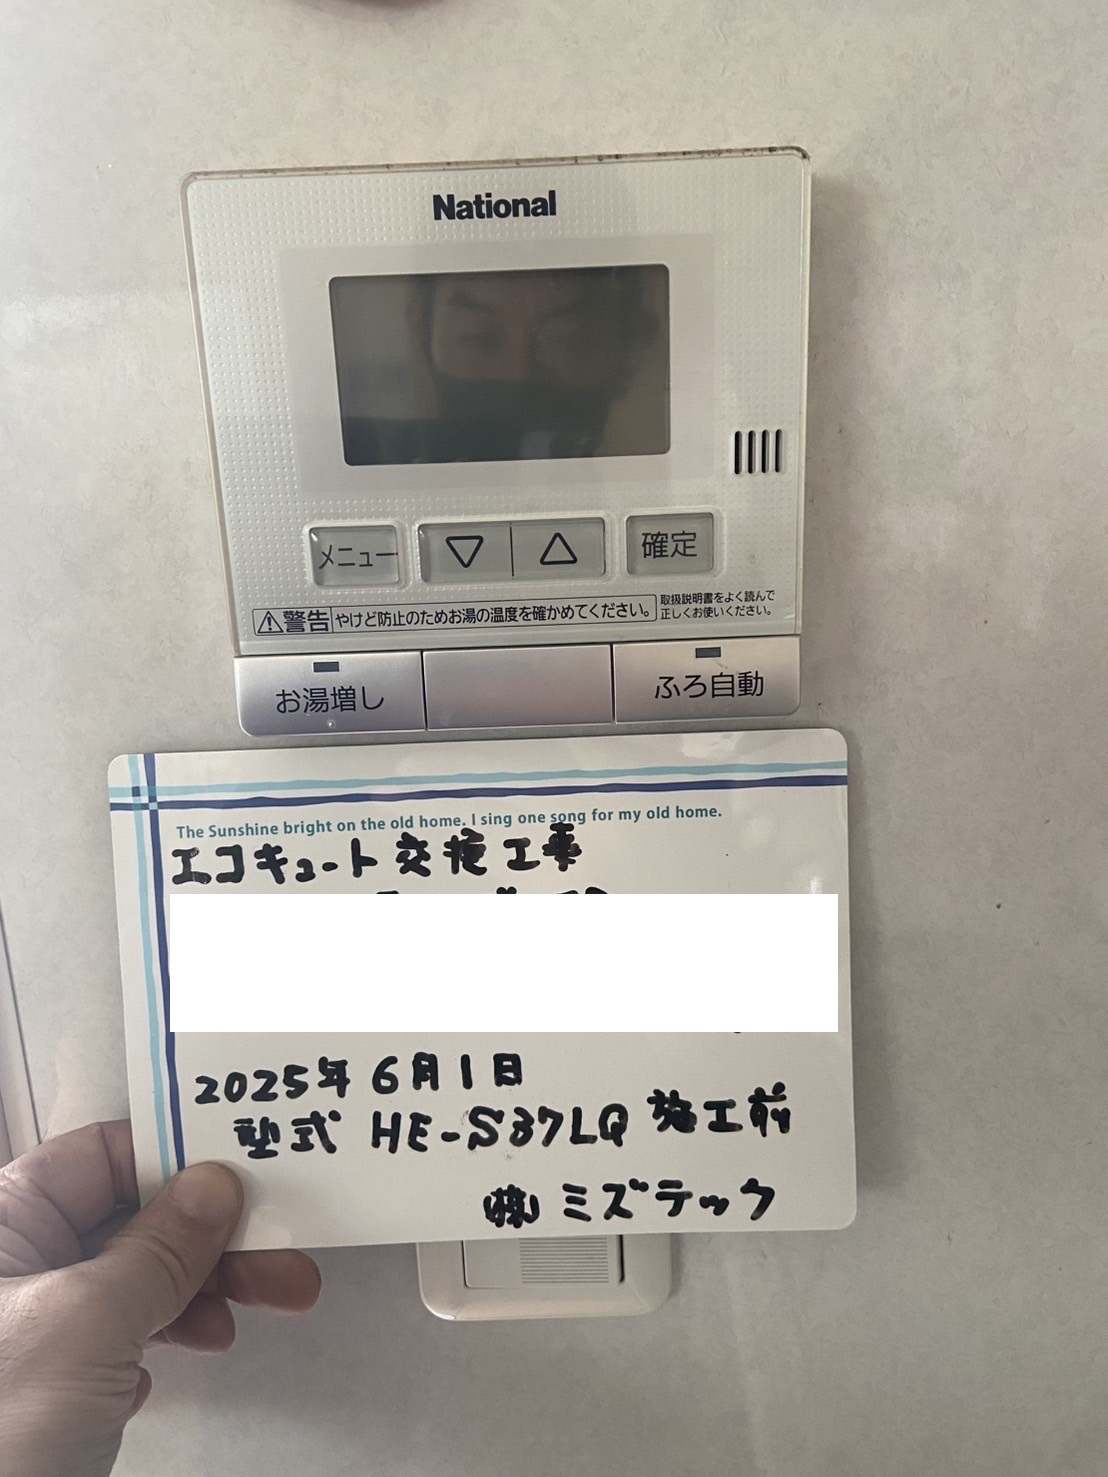 National
メニュー ▽ △ 確定
⚠警告 やけど防止のためお湯の温度を確かめてください。
取扱説明書をよく読んで
正しくお使いください。
お湯増し ふろ自動
The Sunshine bright on the old home. I sing one song for my old home.
エコキュート交換工事
2025年6月1日
型式 HE-S37LQ 施工前
㈱ミズテック